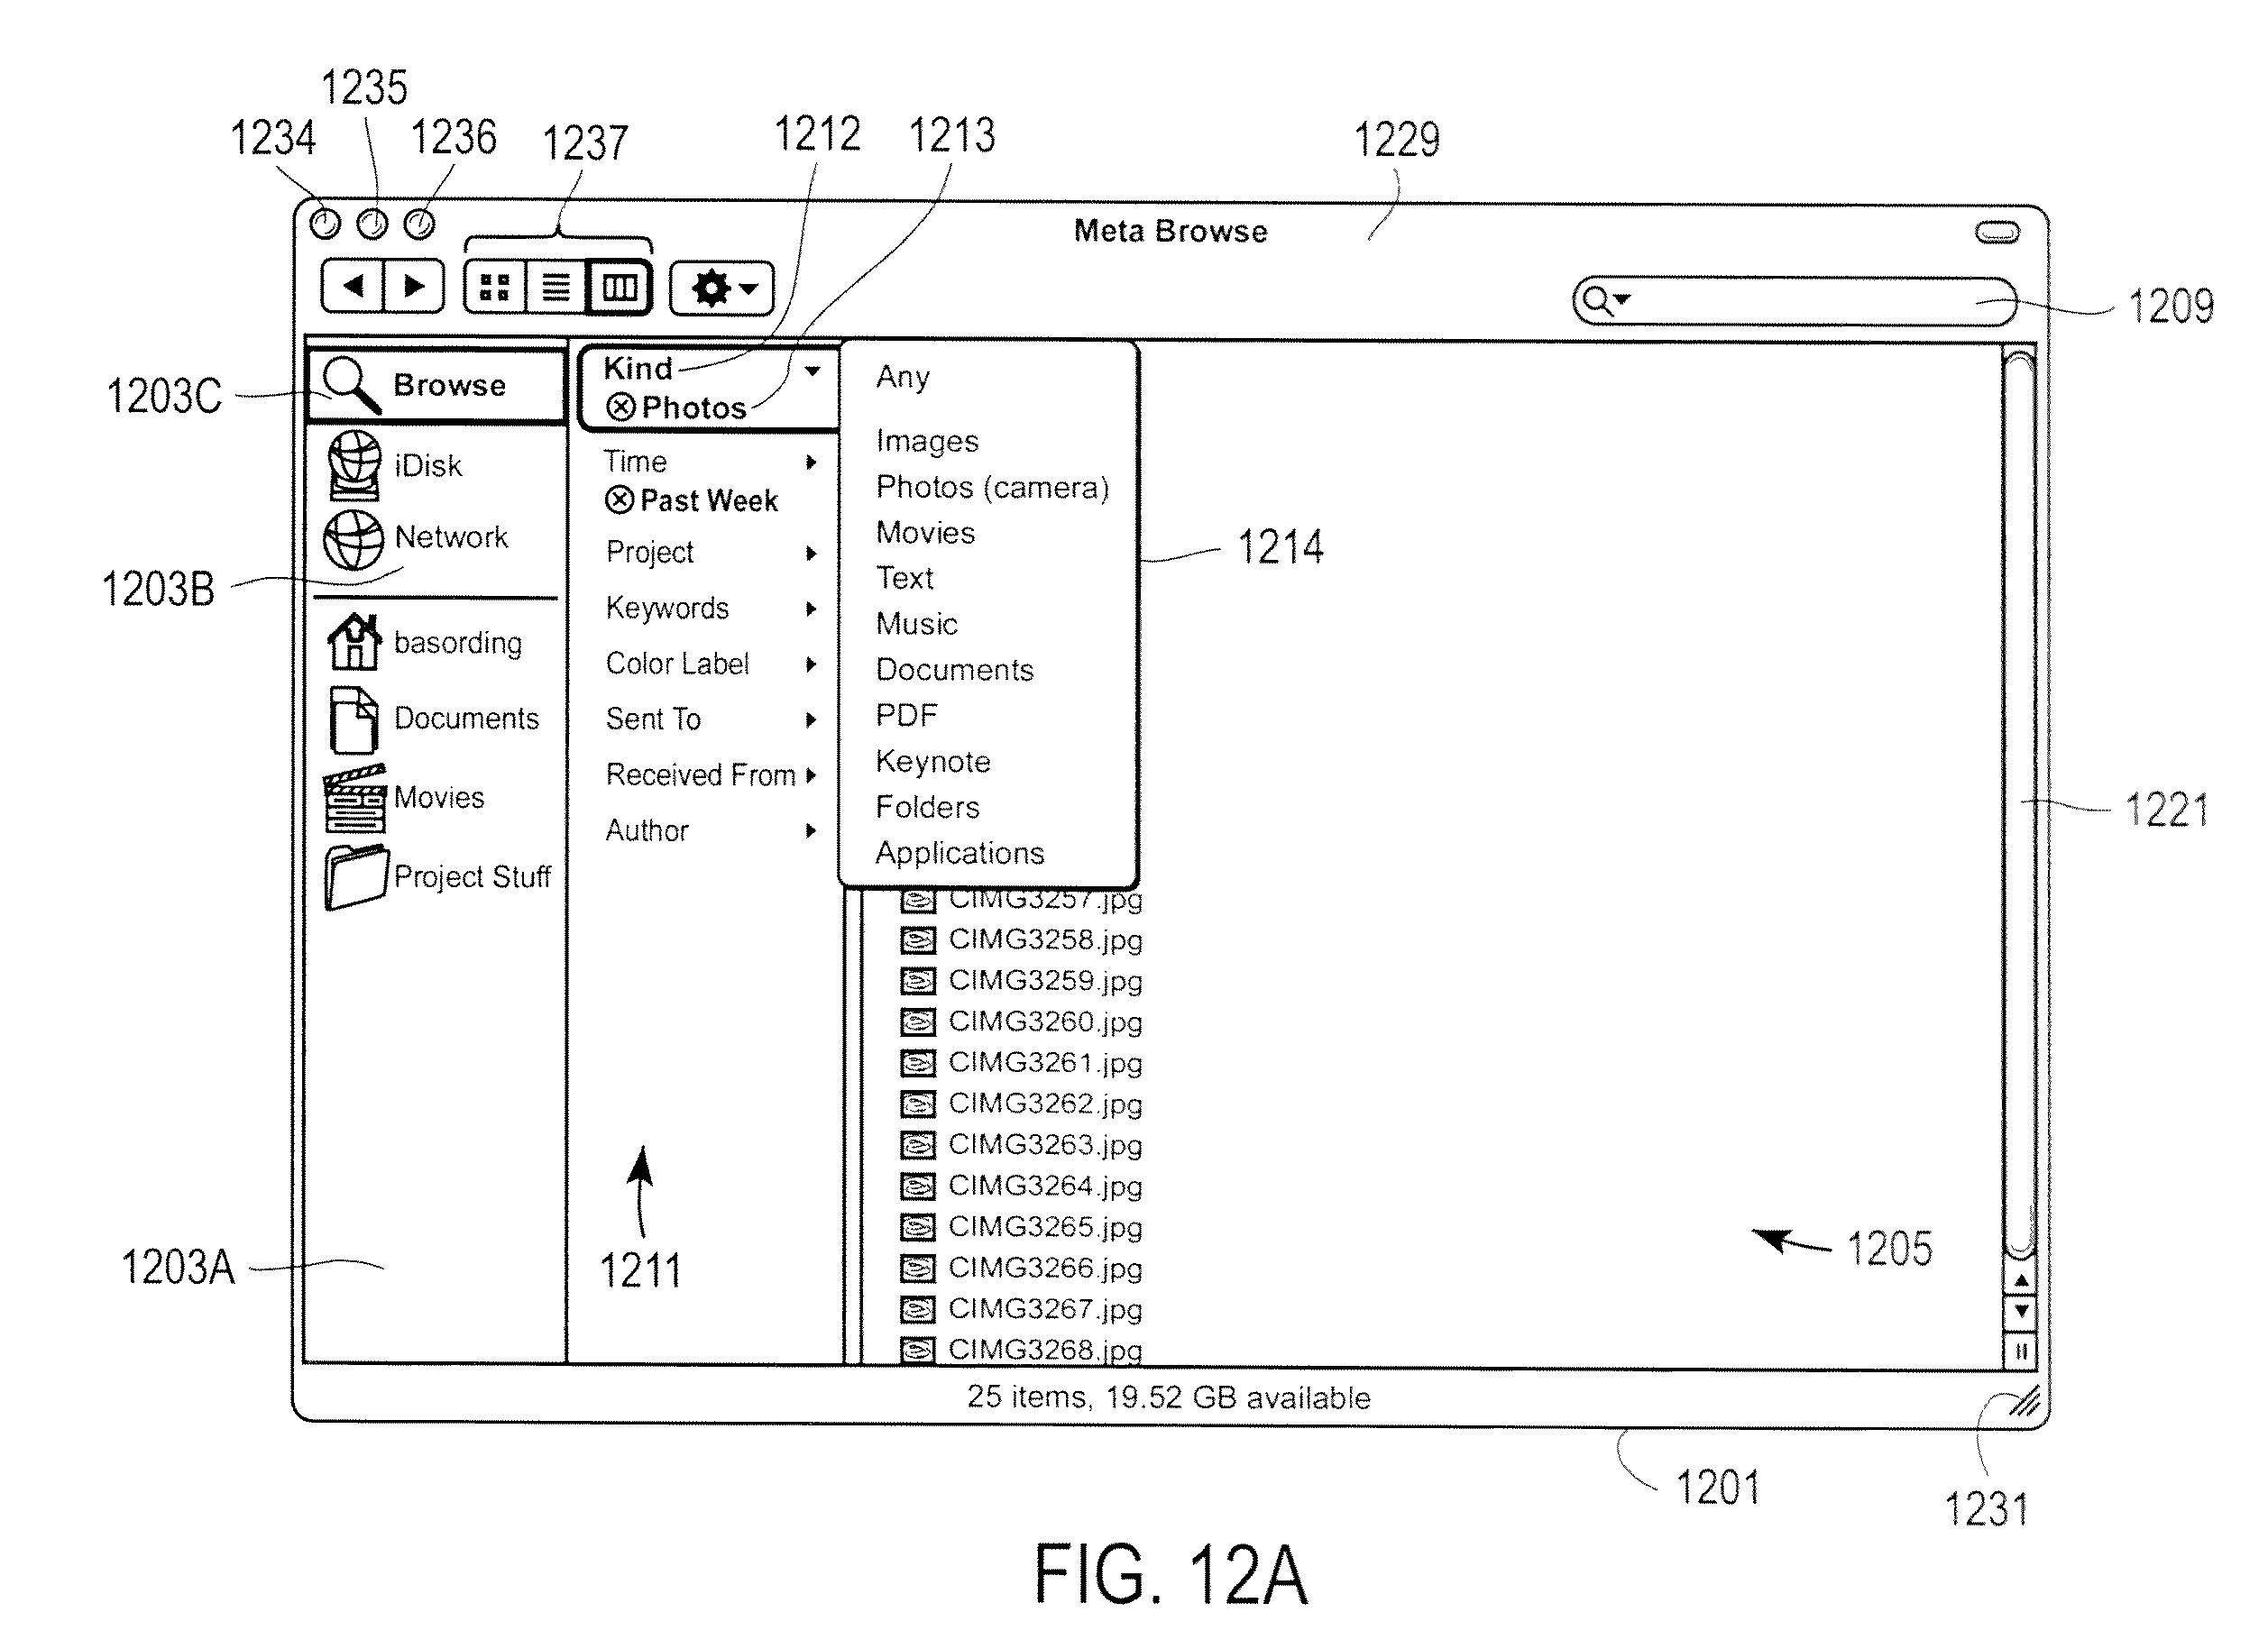 1235
1234
1236
1237
1212
1213
1229
Meta Browse
1209
1203C
Browse
iDisk
Network
1203B
basording
Documents
Movies
Project Stuff
1203A
Kind
Photos
Time
Past Week
Project
Keywords
Color Label
Sent To
Received From
Author
1211
Any
Images
Photos (camera)
Movies
Text
Music
Documents
PDF
Keynote
Folders
Applications
1214
1221
CIMG3257.jpg
CIMG3258.jpg
CIMG3259.jpg
CIMG3260.jpg
CIMG3261.jpg
CIMG3262.jpg
CIMG3263.jpg
CIMG3264.jpg
CIMG3265.jpg
CIMG3266.jpg
CIMG3267.jpg
CIMG3268.jpg
1205
25 items, 19.52 GB available
1201
1231
FIG. 12A